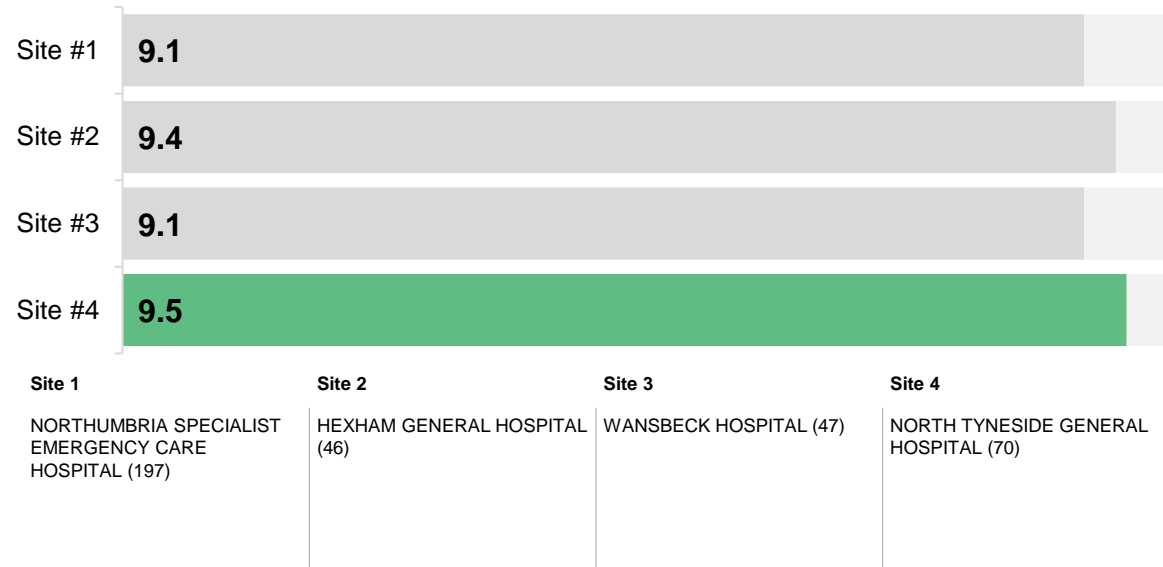 Site #1 9.1
Site #2 9.4
Site #3 9.1
Site #4 9.5
Site 1
NORTHUMBRIA SPECIALIST
EMERGENCY CARE
HOSPITAL (197)
Site 2
HEXHAM GENERAL HOSPITAL
(46)
Site 3
WANSBECK HOSPITAL (47)
Site 4
NORTH TYNESIDE GENERAL
HOSPITAL (70)